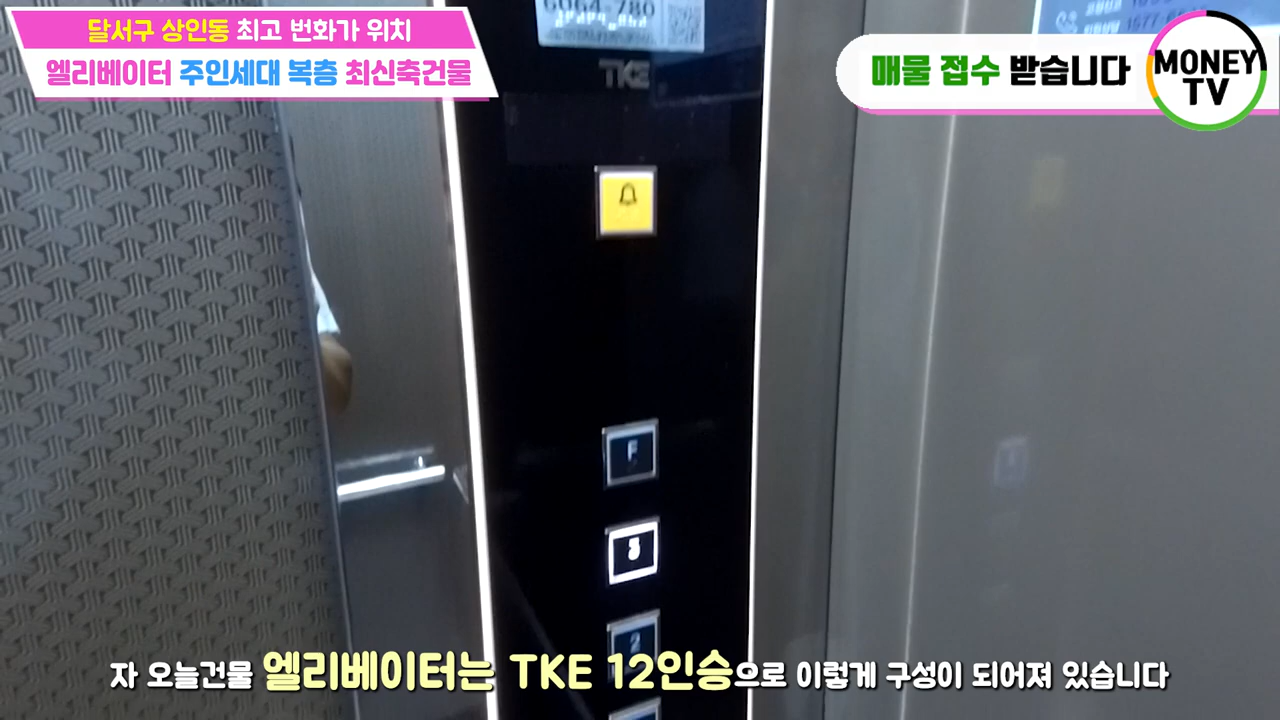 달서구 상인동 최고 번화가 위치
엘리베이터 주인세대 복층 최신축건물
매물 접수 받습니다
MONEY
TV
TKE
F
3
2
자 오늘건물 엘리베이터는 TKE 12인승으로 이렇게 구성이 되어져 있습니다